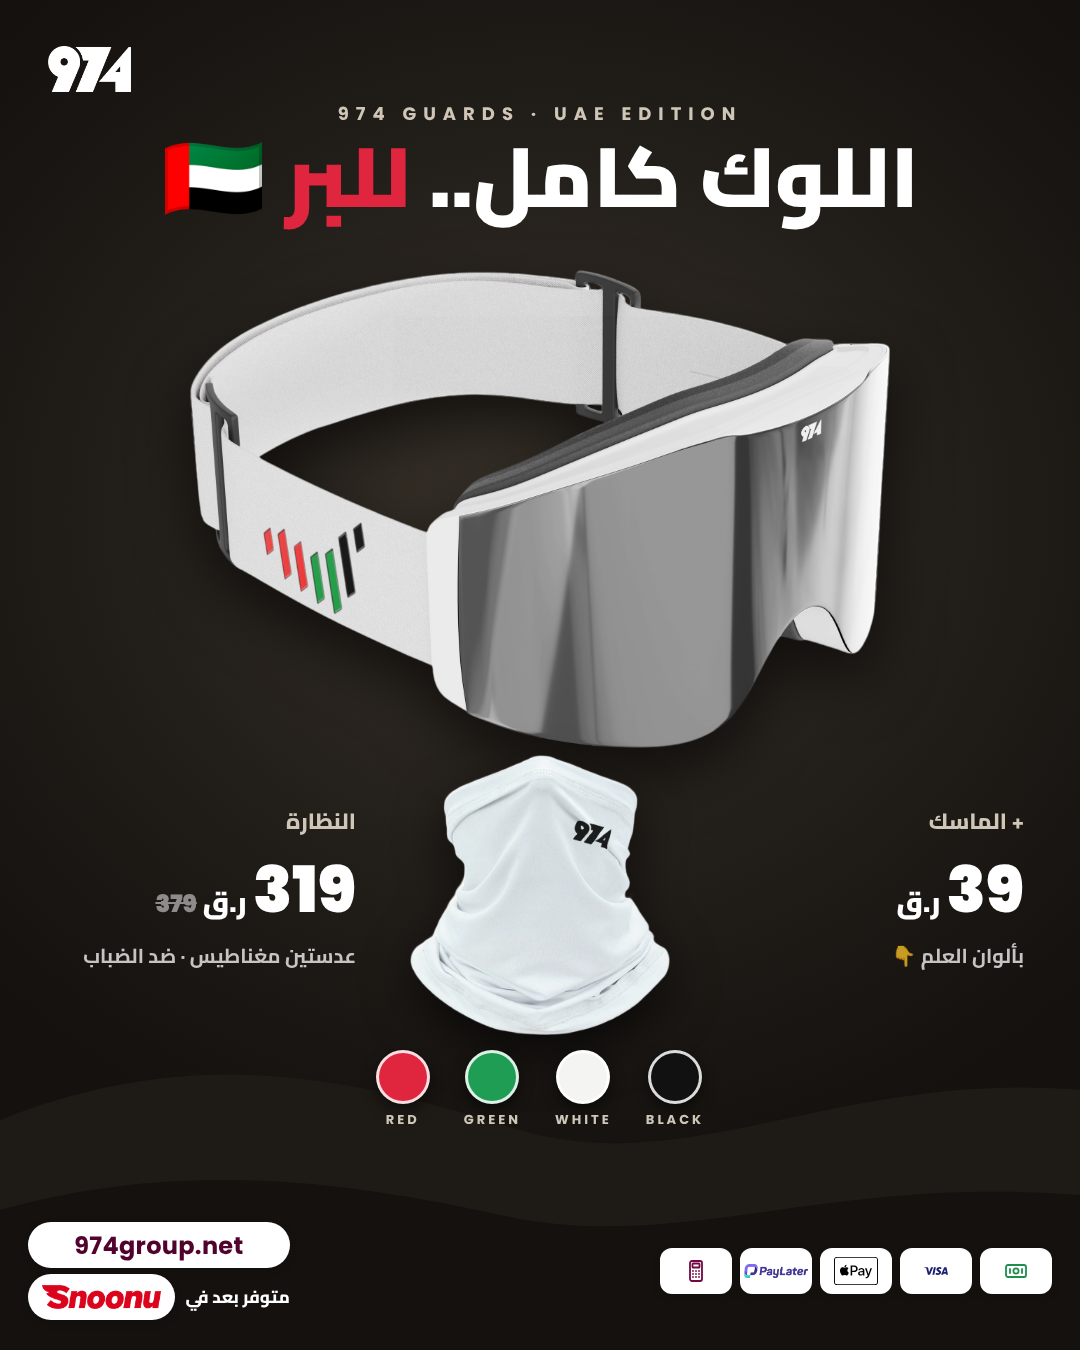 974
974 GUARDS · UAE EDITION
اللوك كامل.. للبر 🇦🇪
974
974
+ الماسك
39 ر.ق
بألوان العلم 👇
النظارة
319 ر.ق 379
عدستين مغناطيس · ضد الضباب
RED GREEN WHITE BLACK
974group.net
متوفر بعد في Snoonu
PayLater Pay VISA